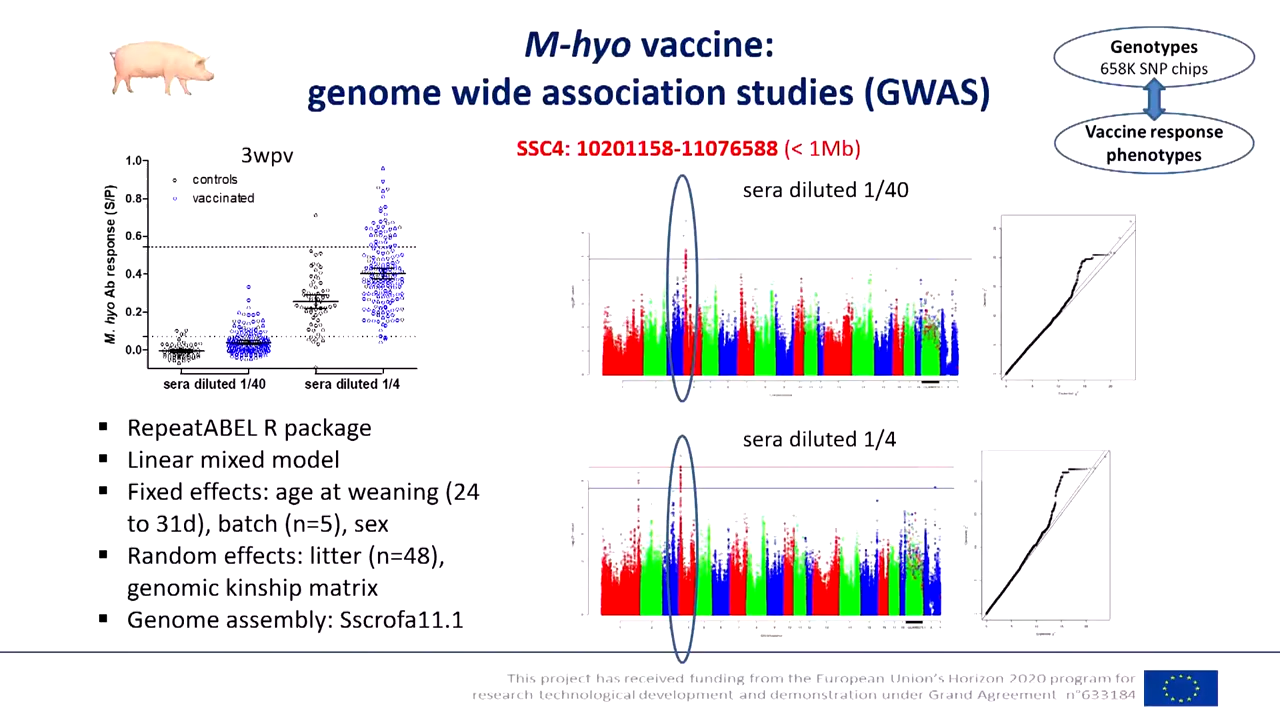 M-hyo vaccine:
genome wide association studies (GWAS)
Genotypes
658K SNP chips
Vaccine response
phenotypes
SSC4: 10201158-11076588 (< 1Mb)
3wpv
controls
vaccinated
M. hyo Ab response (S/P)
1.0
0.8
0.6
0.4
0.2
0.0
sera diluted 1/40
sera diluted 1/4
sera diluted 1/40
sera diluted 1/4
▪ RepeatABEL R package
▪ Linear mixed model
▪ Fixed effects: age at weaning (24
to 31d), batch (n=5), sex
▪ Random effects: litter (n=48),
genomic kinship matrix
▪ Genome assembly: Sscrofa11.1
This project has received funding from the European Union's Horizon 2020 program for
research technological development and demonstration under Grand Agreement n°633184